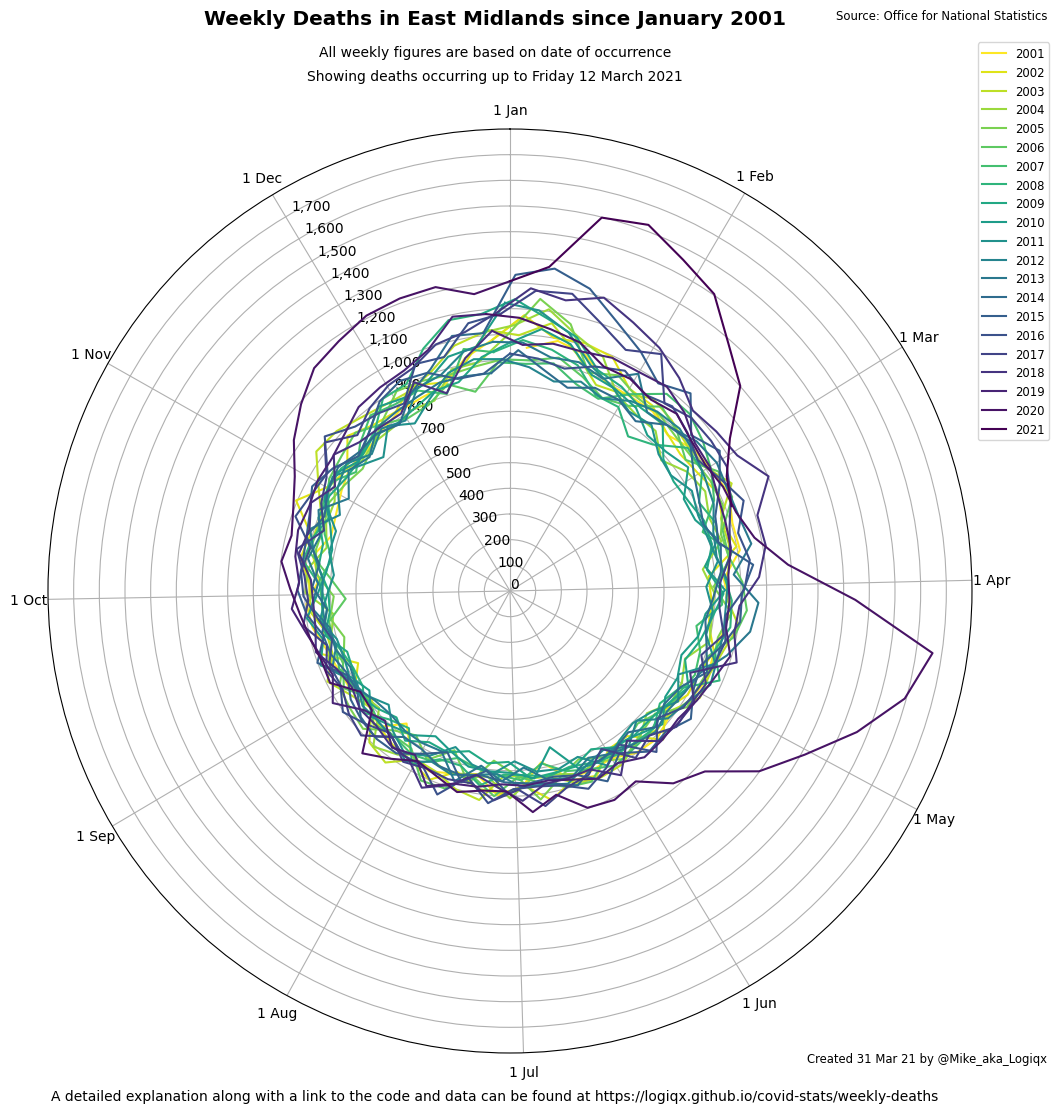 Weekly Deaths in East Midlands since January 2001
Source: Office for National Statistics
All weekly figures are based on date of occurrence
Showing deaths occurring up to Friday 12 March 2021
1 Jan
1 Feb
1 Mar
1 Apr
1 May
1 Jun
1 Jul
1 Aug
1 Sep
1 Oct
1 Nov
1 Dec
1,700
1,600
1,500
1,400
1,300
1,200
1,100
1,000
900
800
700
600
500
400
300
200
100
0
2001
2002
2003
2004
2005
2006
2007
2008
2009
2010
2011
2012
2013
2014
2015
2016
2017
2018
2019
2020
2021
Created 31 Mar 21 by @Mike_aka_Logiqx
A detailed explanation along with a link to the code and data can be found at https://logiqx.github.io/covid-stats/weekly-deaths